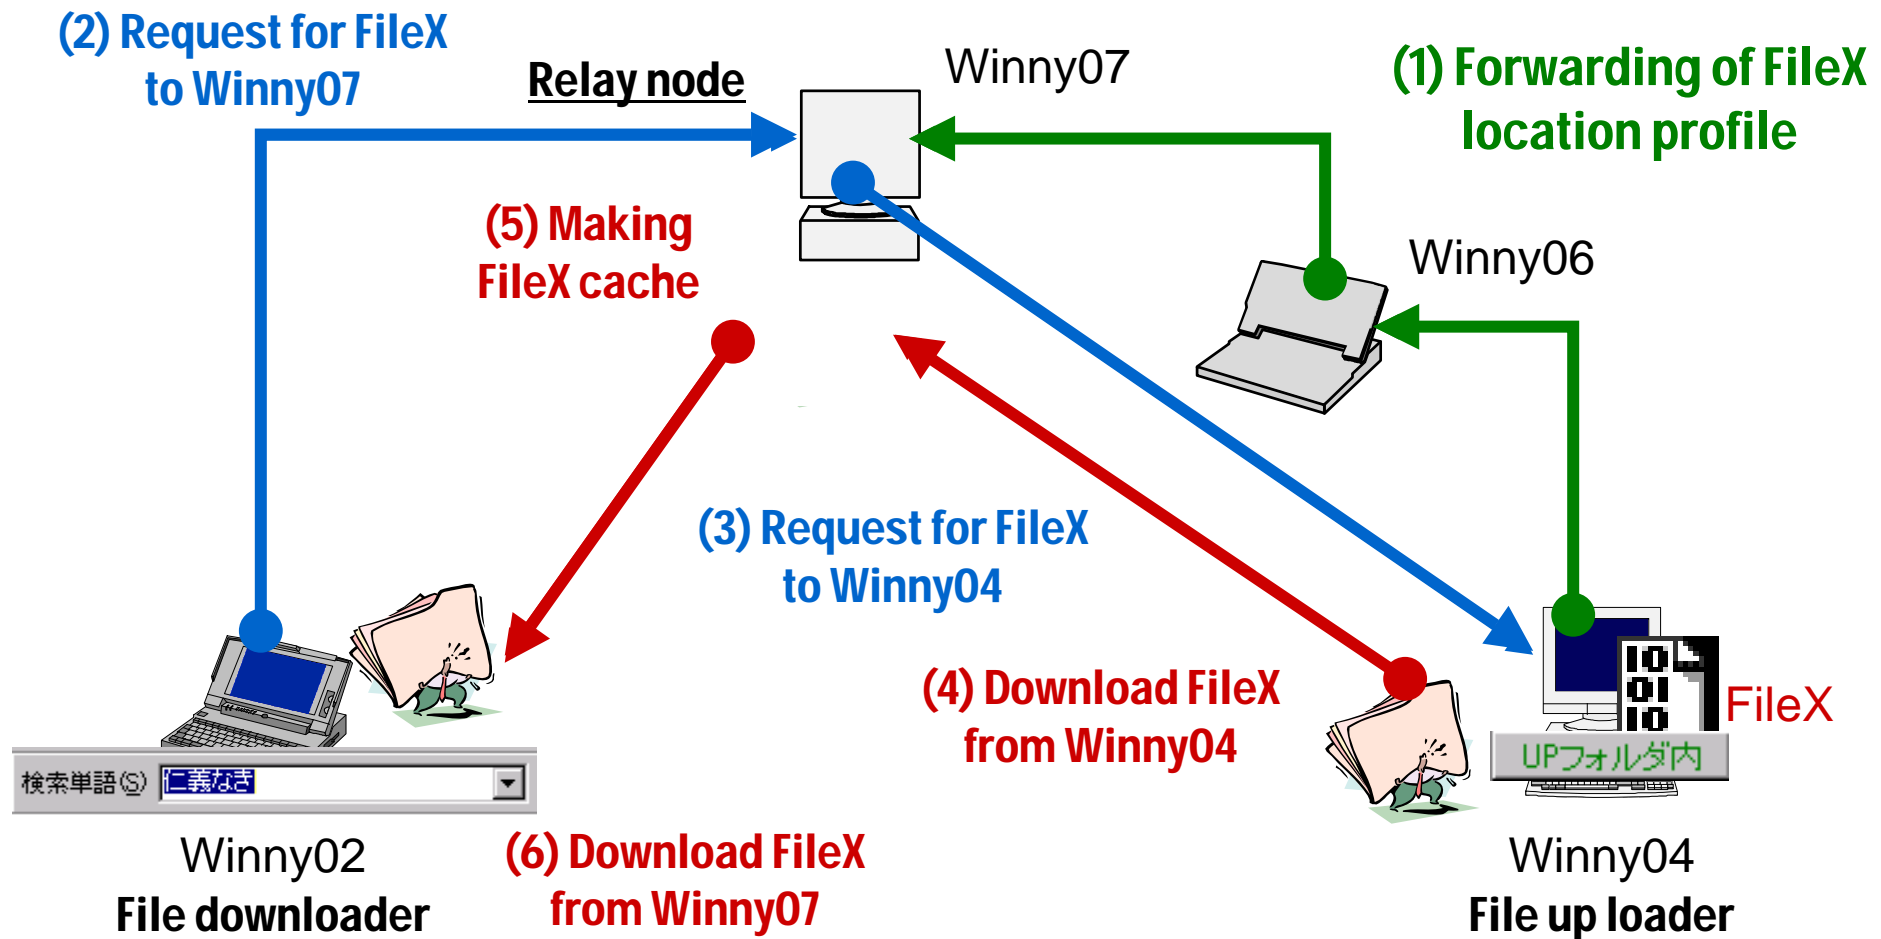 (2) Request for FileX
to Winny07
Relay node
Winny07
(1) Forwarding of FileX
location profile
(5) Making
FileX cache
Winny06
(3) Request for FileX
to Winny04
(4) Download FileX
from Winny04
10
01
10
FileX
UPフォルダ内
検索単語(S) 仁義なき
Winny02
File downloader
(6) Download FileX
from Winny07
Winny04
File up loader